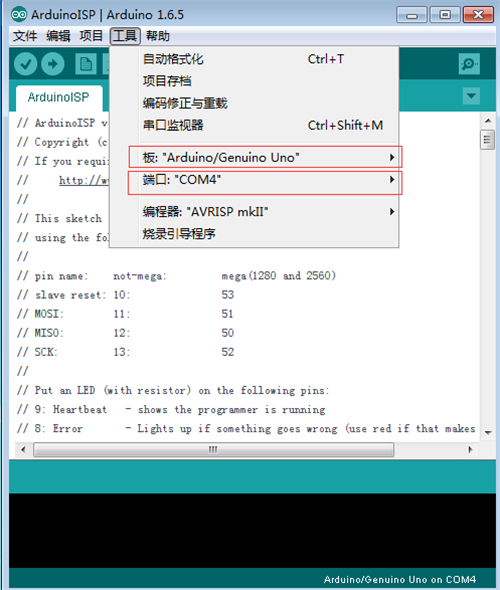 ArduinoISP | Arduino 1.6.5
文件 编辑 项目 工具 帮助
自动格式化 Ctrl+T
项目存档
编码修正与重载
串口监视器 Ctrl+Shift+M
板: "Arduino/Genuino Uno"
端口: "COM4"
编程器: "AVRISP mkII"
烧录引导程序
ArduinoISP
// ArduinoISP v
// Copyright (c
// If you requi
// http://w
//
// This sketch
// using the fo
//
// pin name: not-mega: mega(1280 and 2560)
// slave reset: 10: 53
// MOSI: 11: 51
// MISO: 12: 50
// SCK: 13: 52
//
// Put an LED (with resistor) on the following pins:
// 9: Heartbeat - shows the programmer is running
// 8: Error - Lights up if something goes wrong (use red if that makes
Arduino/Genuino Uno on COM4